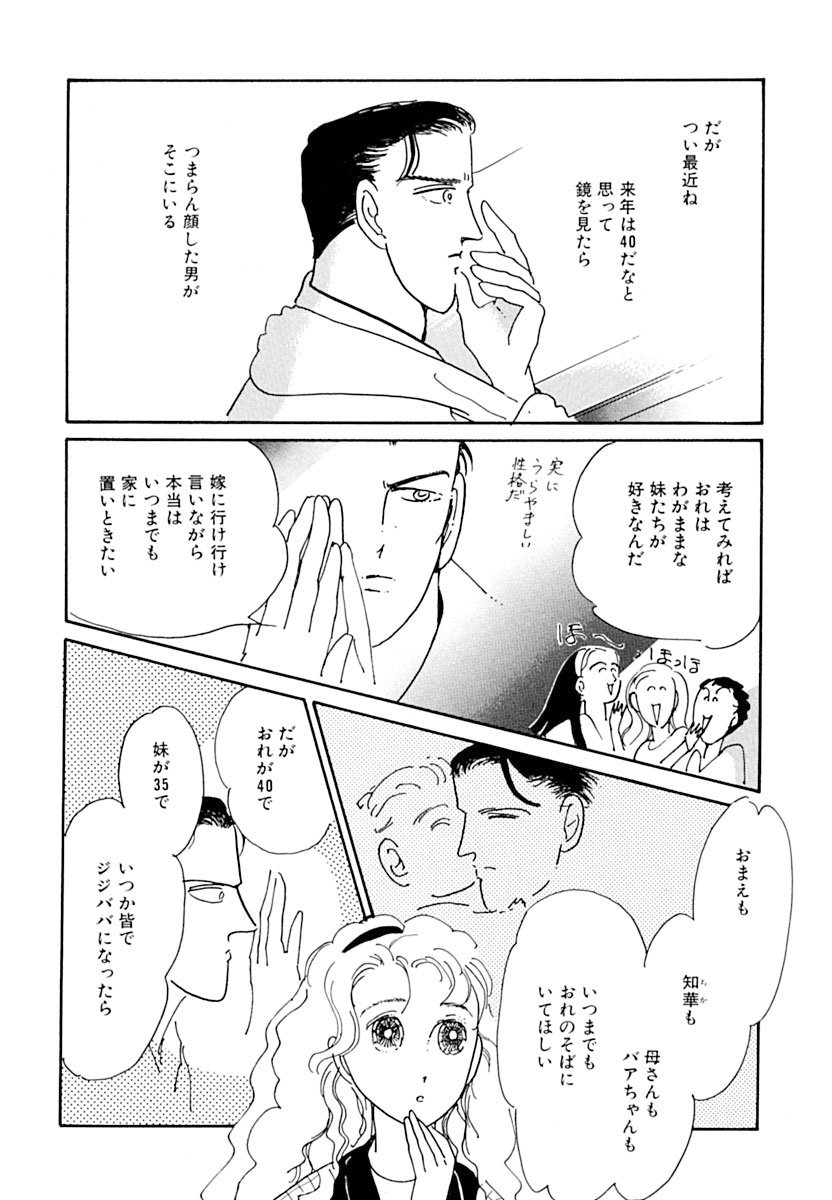 だが
つい最近ね
来年は40だなと
思って
鏡を見たら
つまらん顔した男が
そこにいる
考えてみれば
おれは
わがままな
妹たちが
好きなんだ
実に
うらやましい
性格だ
ほ〜
ほっほ
嫁に行け行け
言いながら
本当は
いつまでも
家に
置いときたい
おまえも
知華も
ちか
母さんも
バアちゃんも
いつまでも
おれのそばに
いてほしい
だが
おれが40で
妹が35で
いつか皆で
ジジババになったら